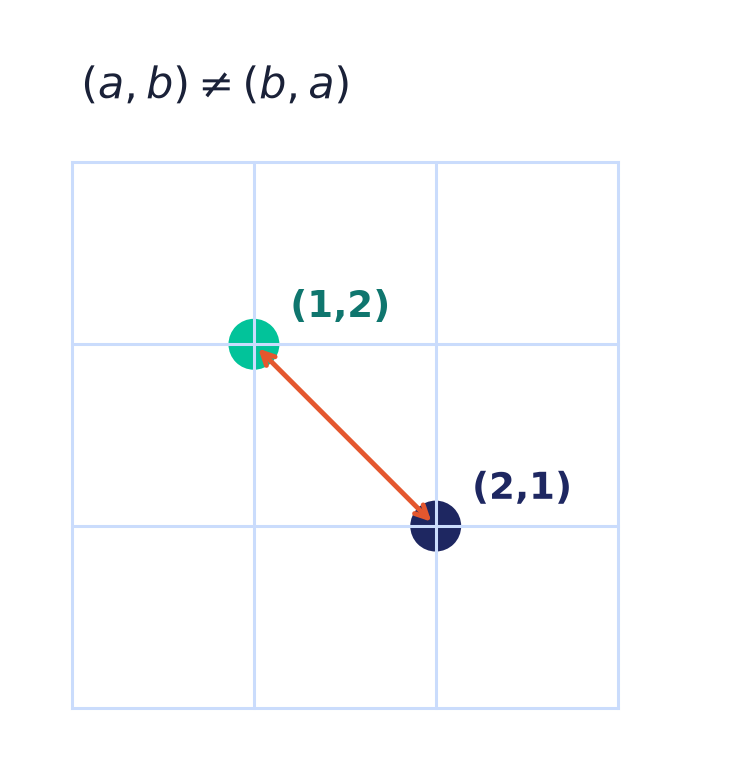 (a, b) ≠ (b, a)
(1,2)
(2,1)